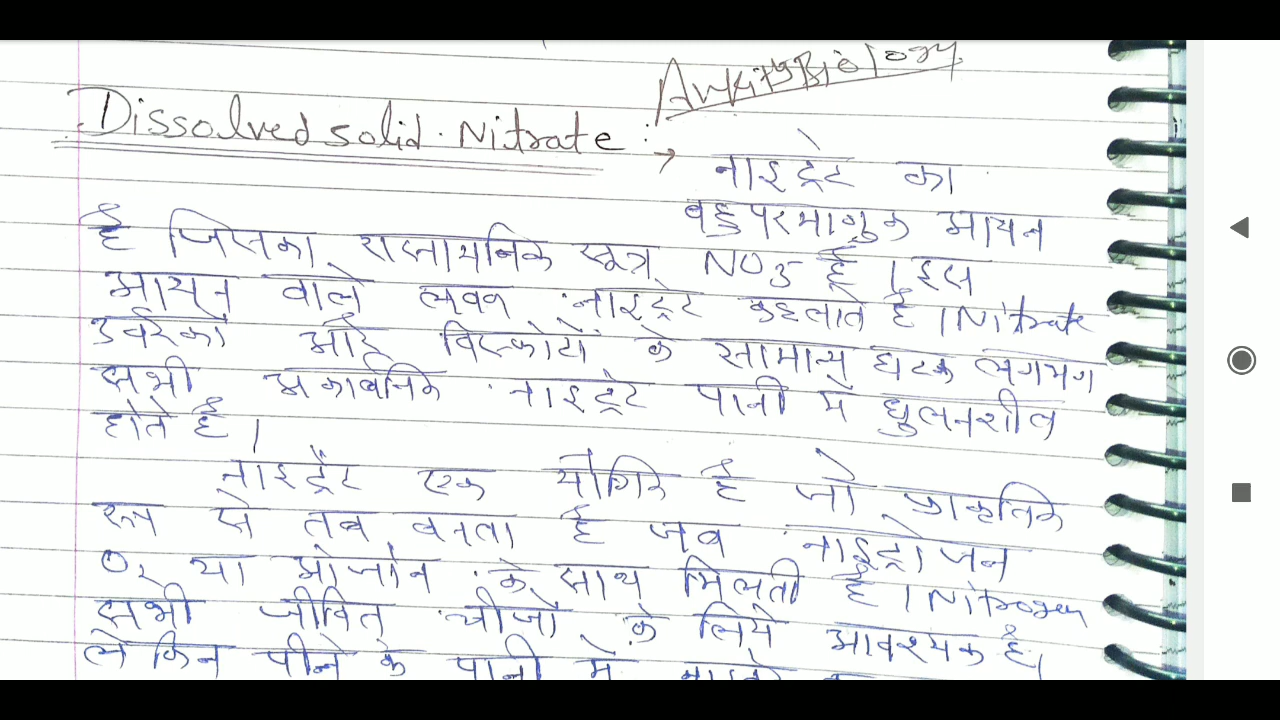 Ankity Biology
Dissolved solid Nitrate : →
नाइट्रेट का
बहुपरमाणुक आयन
है जिसका रासायनिक सूत्र NO3 है । इस
आयन वाले लवण नाइट्रेट कहलाते है । Nitrate
उर्वरको और विस्फोटो के सामान्य घटक लगभग
सभी अकार्बनिक नाइट्रेट पानी मे घुलनशील
होते है ।
नाइट्रेट एक यौगिक है जो प्राकृतिक
रूप से तब बनता है जब नाइट्रोजन
O2 या ओजोन के साथ मिलती है । Nitrogen
सभी जीवित चीजो के लिये आवश्यक है।
लेकिन पीने के पानी मे